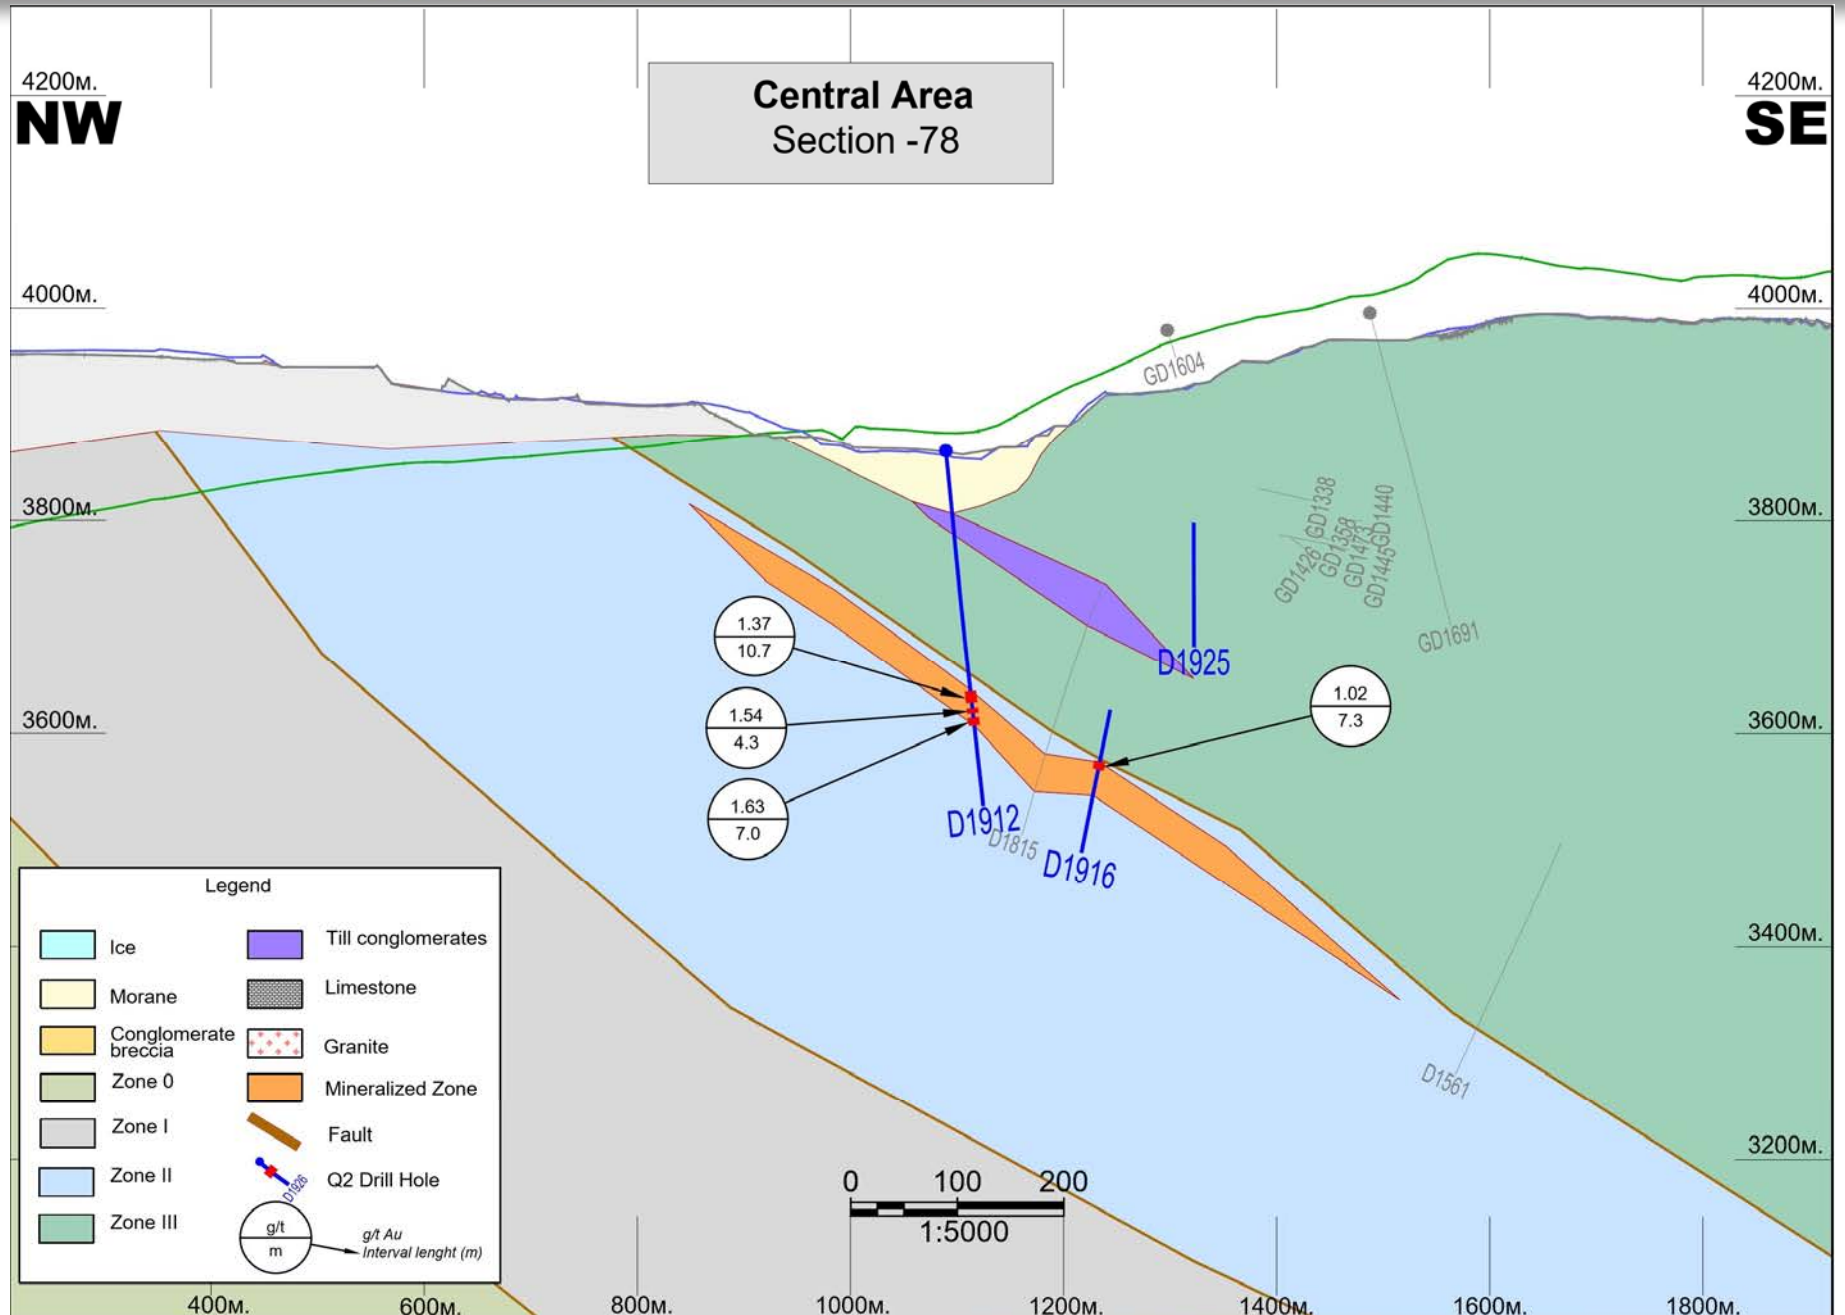 4200м.
4200м.
NW
Central Area
Section -78
SE
4000м.
4000м.
GD1604
3800м.
3800м.
GD1338
GD1440
GD1358
GD1473
GD1426
GD1445
GD1691
1.37
10.7
D1925
1.02
7.3
3600м.
3600м.
1.54
4.3
1.63
7.0
D1912
D1815
D1916
3400м.
D1561
3200м.
Legend
Ice
Morane
Conglomerate
breccia
Zone 0
Zone I
Zone II
Zone III
Till conglomerates
Limestone
Granite
Mineralized Zone
Fault
D1926
Q2 Drill Hole
g/t
m
g/t Au
Interval lenght (m)
0 100 200
1:5000
400м.
600м.
800м.
1000м.
1200м.
1400м.
1600м.
1800м.